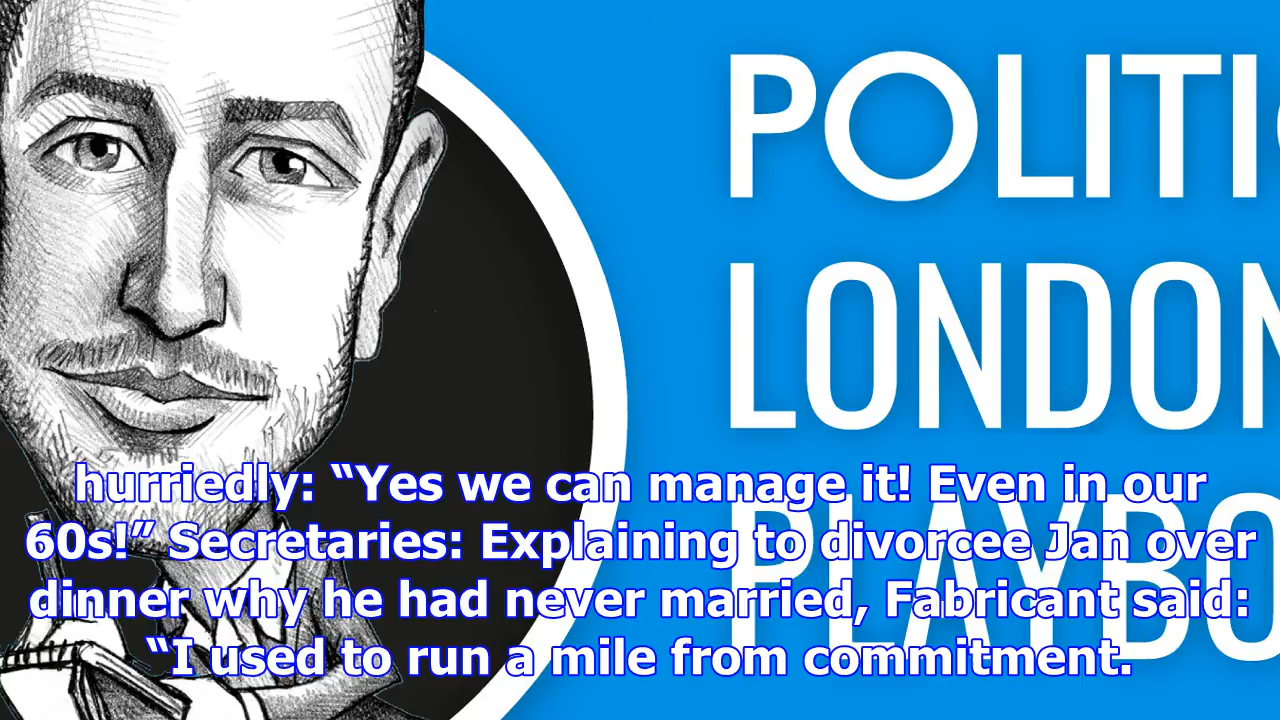 POLITI
LONDON
PLAYBO
hurriedly: “Yes we can manage it! Even in our
60s!” Secretaries: Explaining to divorcee Jan over
dinner why he had never married, Fabricant said:
“I used to run a mile from commitment.